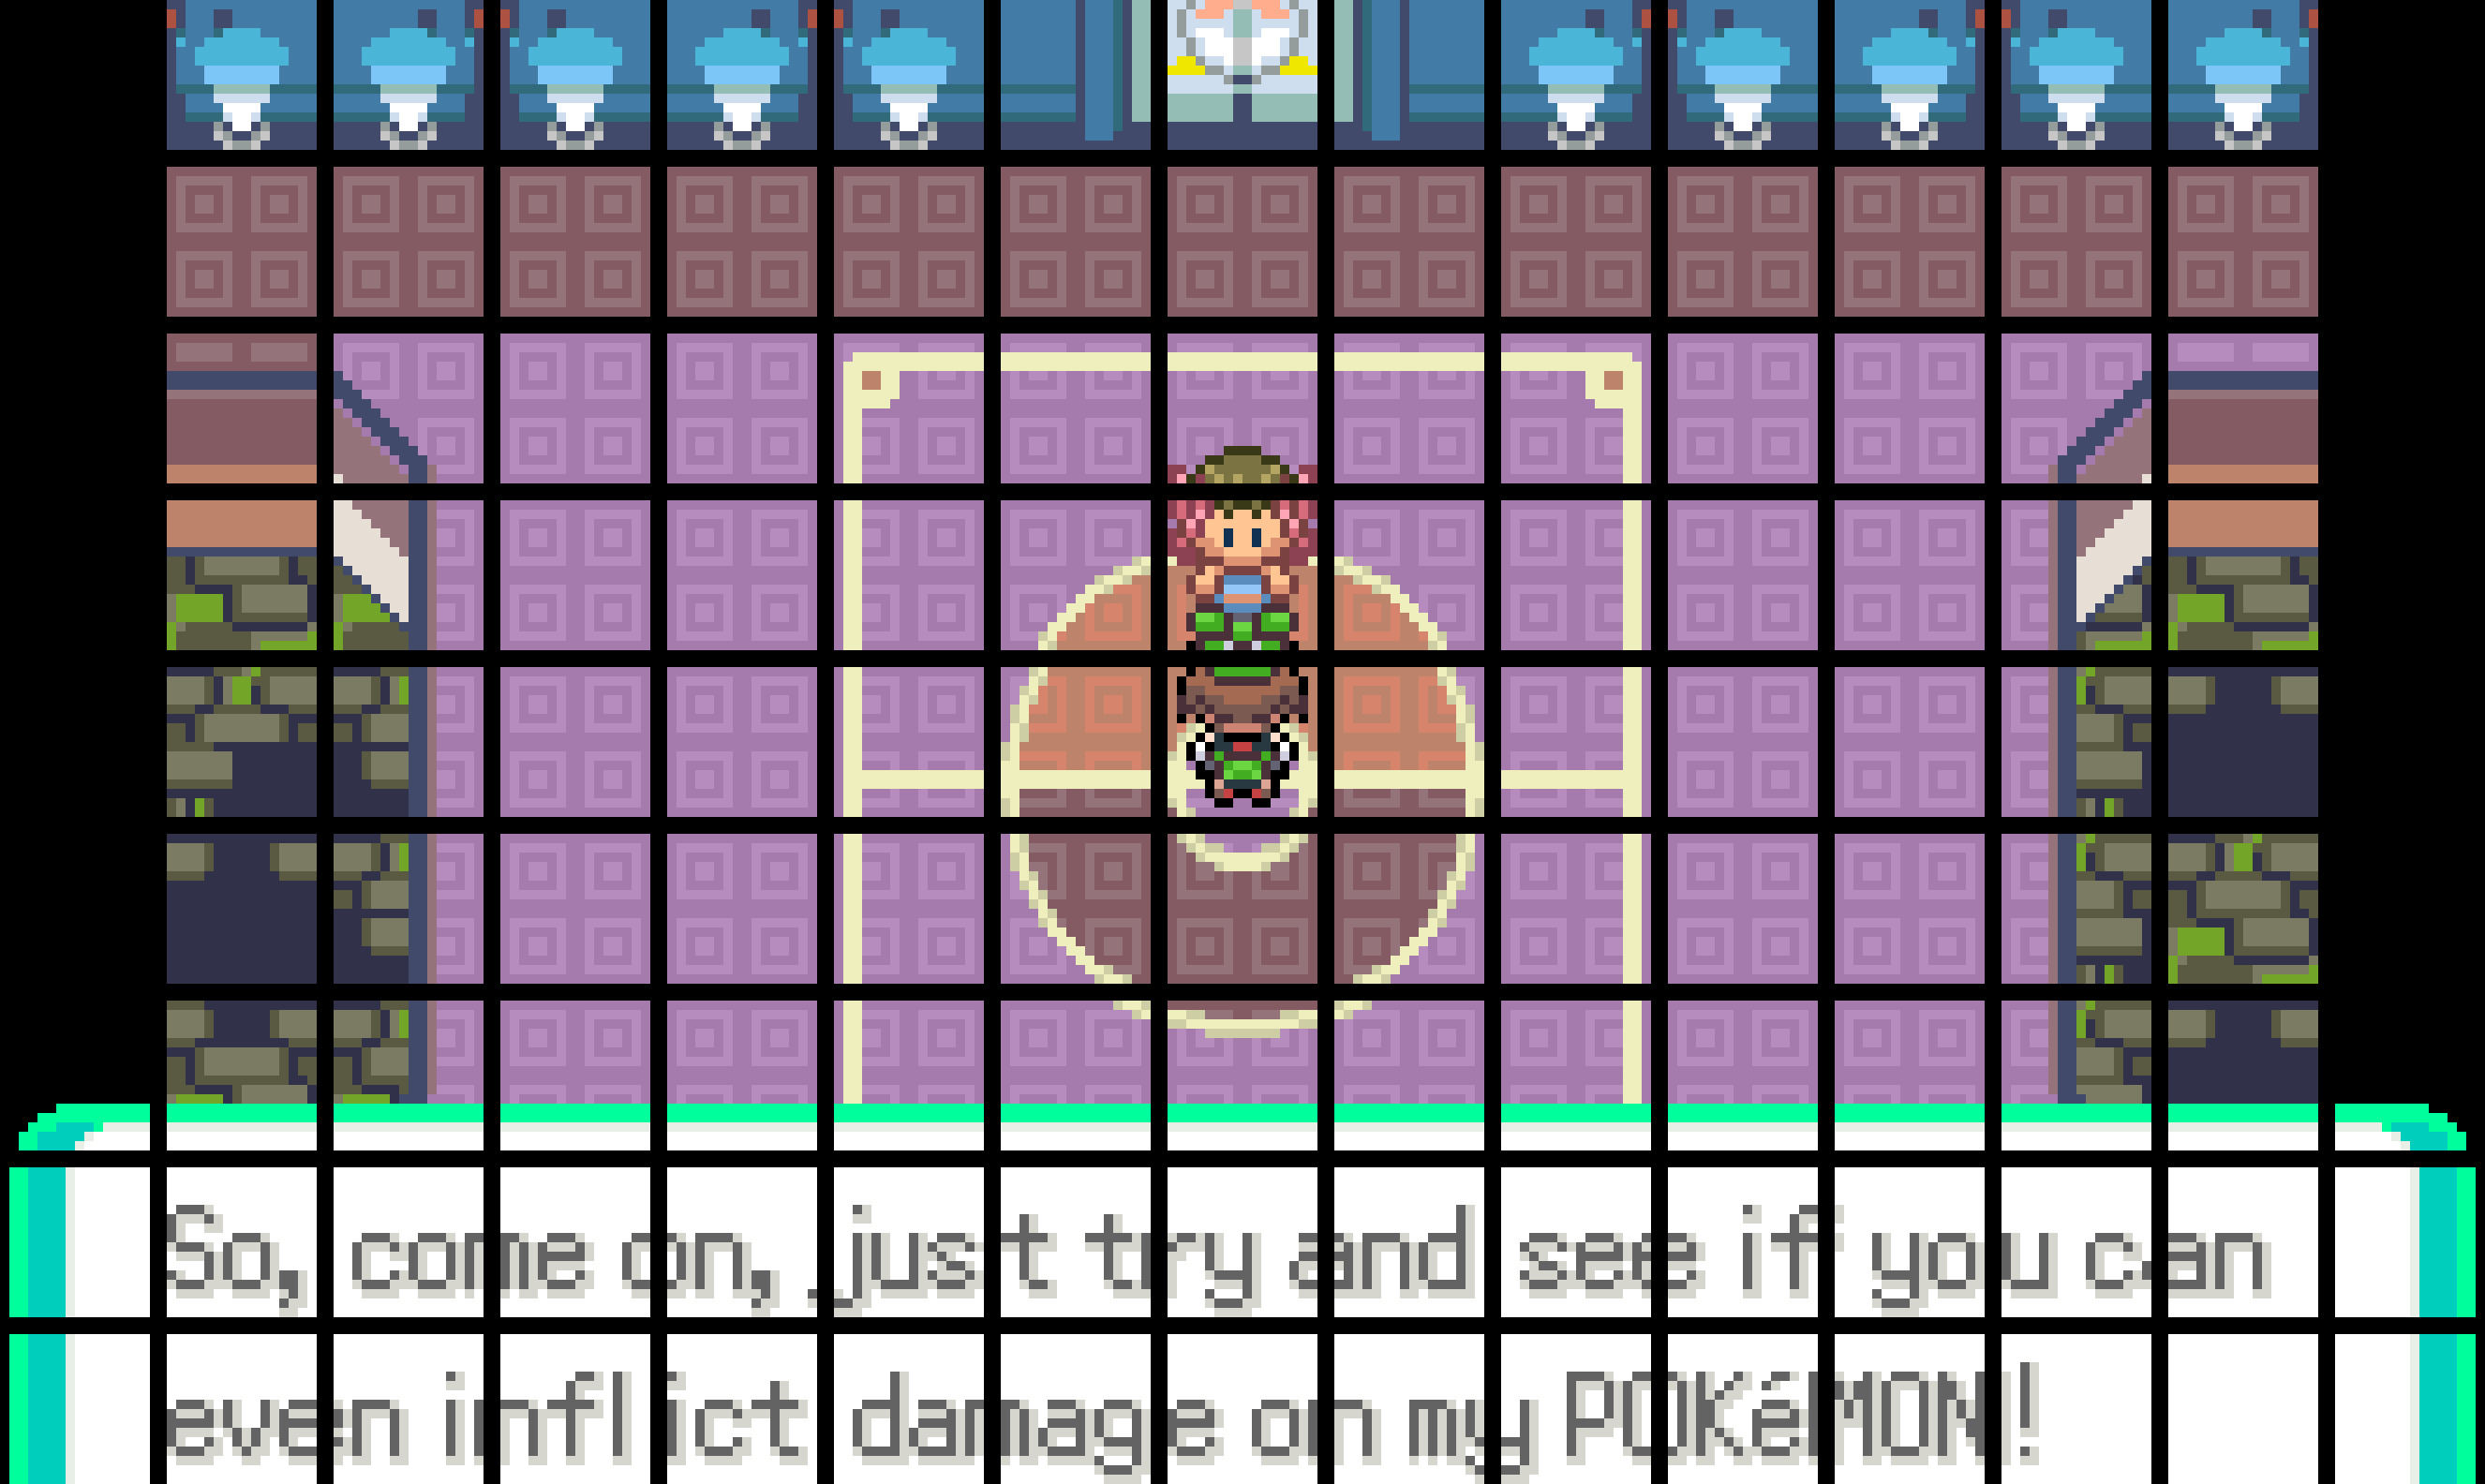 So, come on, just try and see if you can
even inflict damage on my POKéMON!